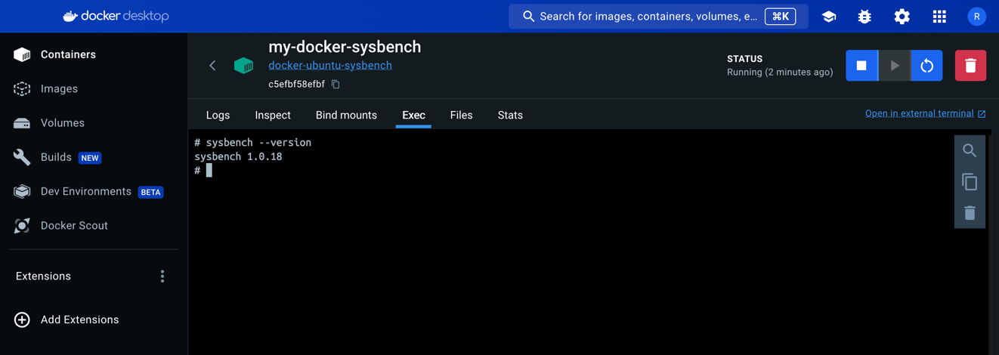 docker desktop
Search for images, containers, volumes, e... ⌘K
R
Containers
Images
Volumes
Builds NEW
Dev Environments BETA
Docker Scout
Extensions
Add Extensions
my-docker-sysbench
docker-ubuntu-sysbench
c5efbf58efbf
STATUS
Running (2 minutes ago)
Logs Inspect Bind mounts Exec Files Stats
Open in external terminal
# sysbench --version
sysbench 1.0.18
#